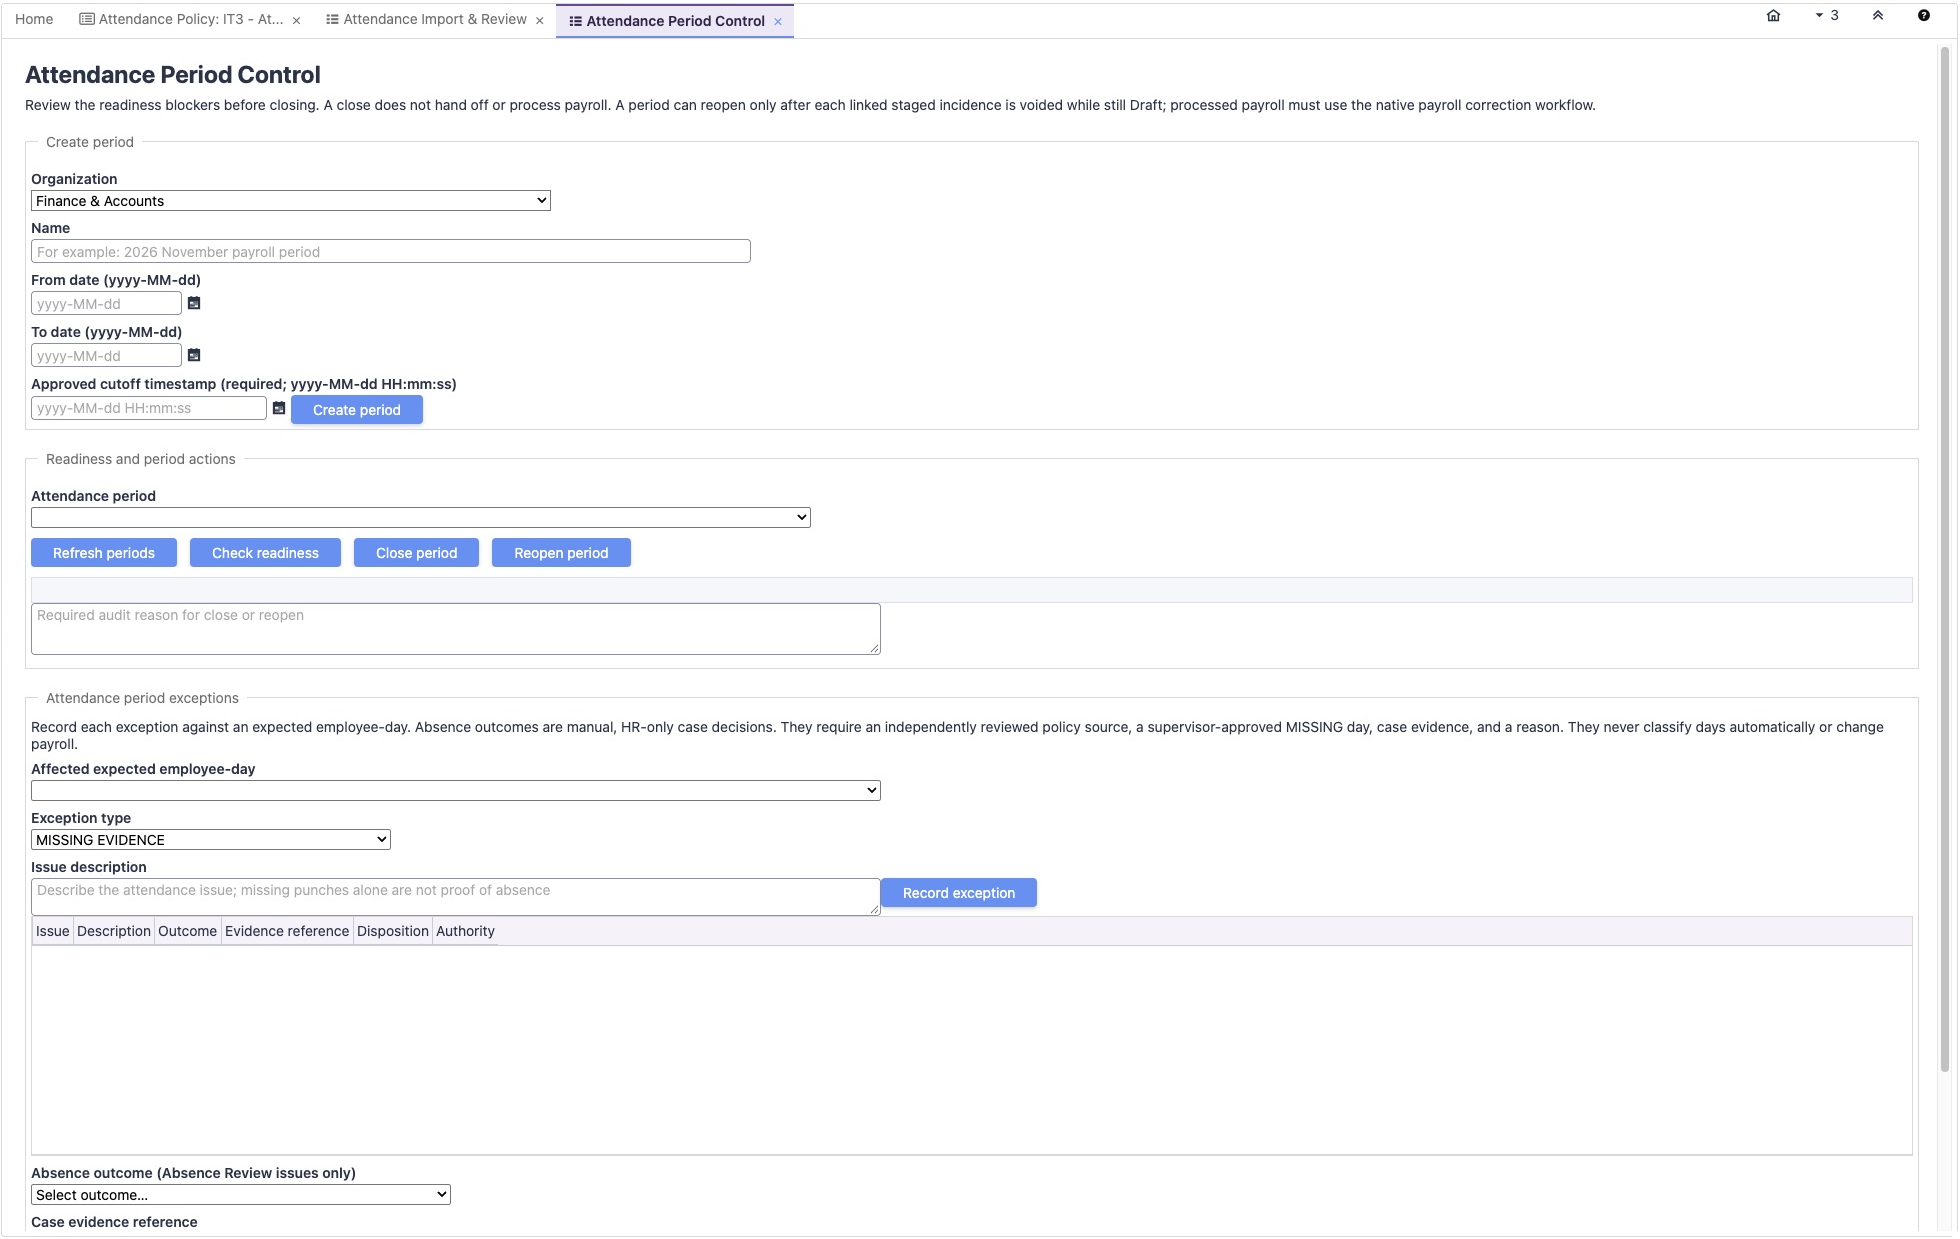 Home
Attendance Policy: IT3 - At...
Attendance Import & Review
Attendance Period Control
3
Attendance Period Control
Review the readiness blockers before closing. A close does not hand off or process payroll. A period can reopen only after each linked staged incidence is voided while still Draft; processed payroll must use the native payroll correction workflow.
Create period
Organization
Finance & Accounts
Name
For example: 2026 November payroll period
From date (yyyy-MM-dd)
yyyy-MM-dd
To date (yyyy-MM-dd)
yyyy-MM-dd
Approved cutoff timestamp (required; yyyy-MM-dd HH:mm:ss)
yyyy-MM-dd HH:mm:ss
Create period
Readiness and period actions
Attendance period
Refresh periods
Check readiness
Close period
Reopen period
Required audit reason for close or reopen
Attendance period exceptions
Record each exception against an expected employee-day. Absence outcomes are manual, HR-only case decisions. They require an independently reviewed policy source, a supervisor-approved MISSING day, case evidence, and a reason. They never classify days automatically or change
payroll.
Affected expected employee-day
Exception type
MISSING EVIDENCE
Issue description
Describe the attendance issue; missing punches alone are not proof of absence
Record exception
Issue Description Outcome Evidence reference Disposition Authority
Absence outcome (Absence Review issues only)
Select outcome...
Case evidence reference